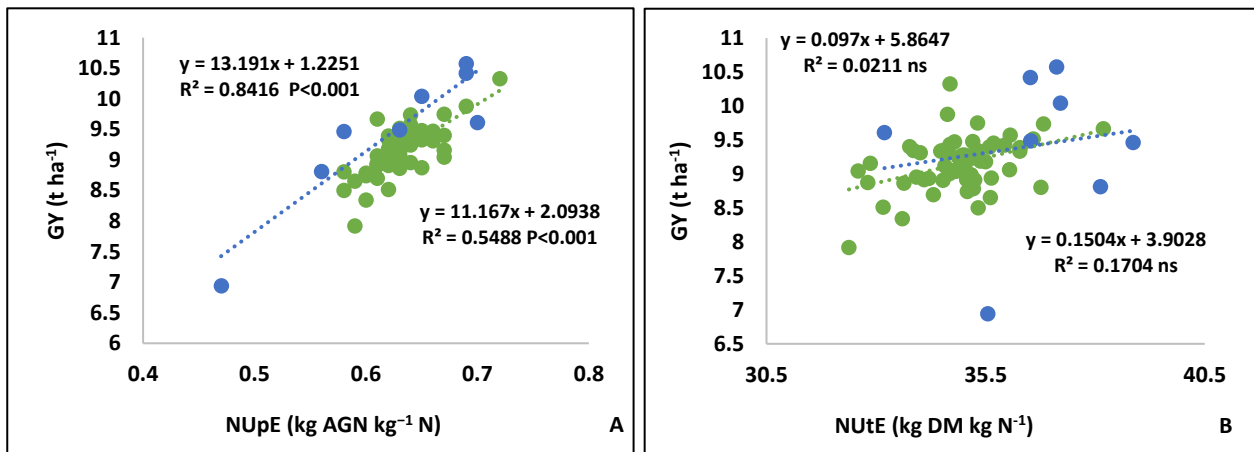 11
10.5
10
9.5
9
8.5
8
7.5
7
6.5
6
GY (t ha⁻¹)
y = 13.191x + 1.2251
R² = 0.8416 P<0.001
y = 11.167x + 2.0938
R² = 0.5488 P<0.001
0.4 0.5 0.6 0.7 0.8
NUpE (kg AGN kg⁻¹ N)
A
11
10.5
10
9.5
9
8.5
8
7.5
7
6.5
GY (t ha⁻¹)
y = 0.097x + 5.8647
R² = 0.0211 ns
y = 0.1504x + 3.9028
R² = 0.1704 ns
30.5 35.5 40.5
NUtE (kg DM kg N⁻¹)
B